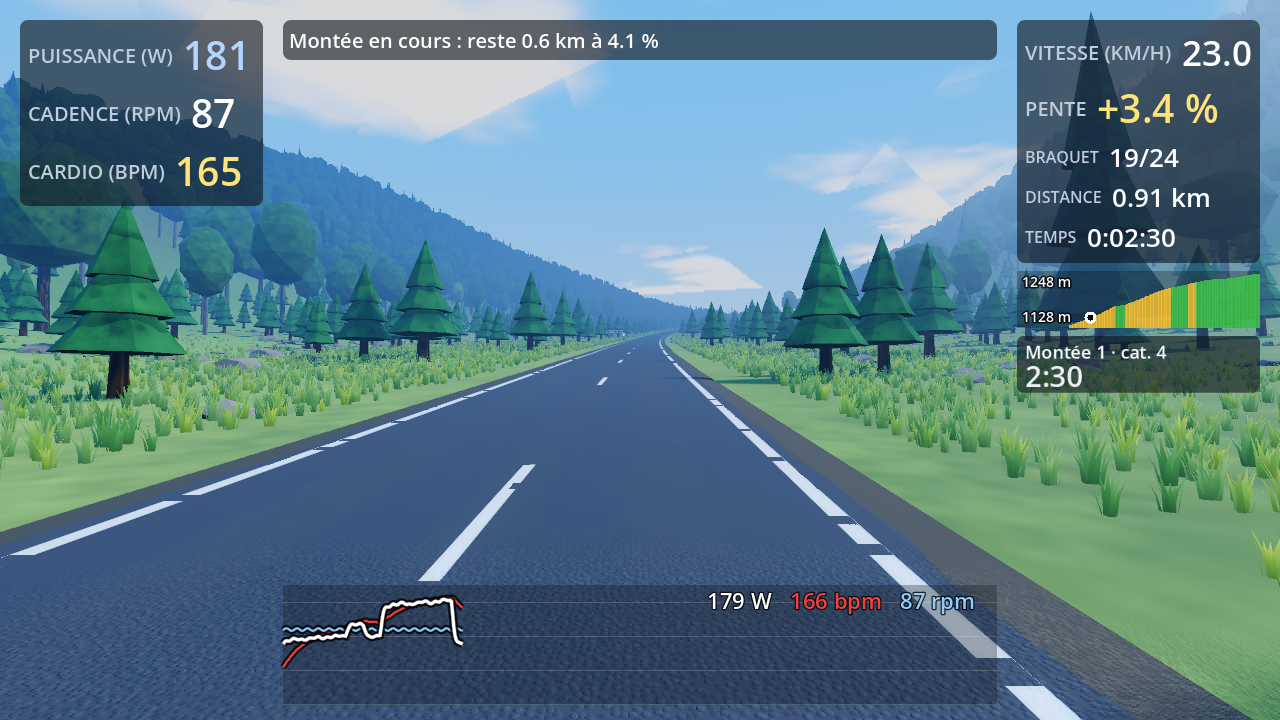 PUISSANCE (W) 181
CADENCE (RPM) 87
CARDIO (BPM) 165
Montée en cours : reste 0.6 km à 4.1 %
VITESSE (KM/H) 23.0
PENTE +3.4 %
BRAQUET 19/24
DISTANCE 0.91 km
TEMPS 0:02:30
1248 m
1128 m
Montée 1 · cat. 4
2:30
179 W 166 bpm 87 rpm